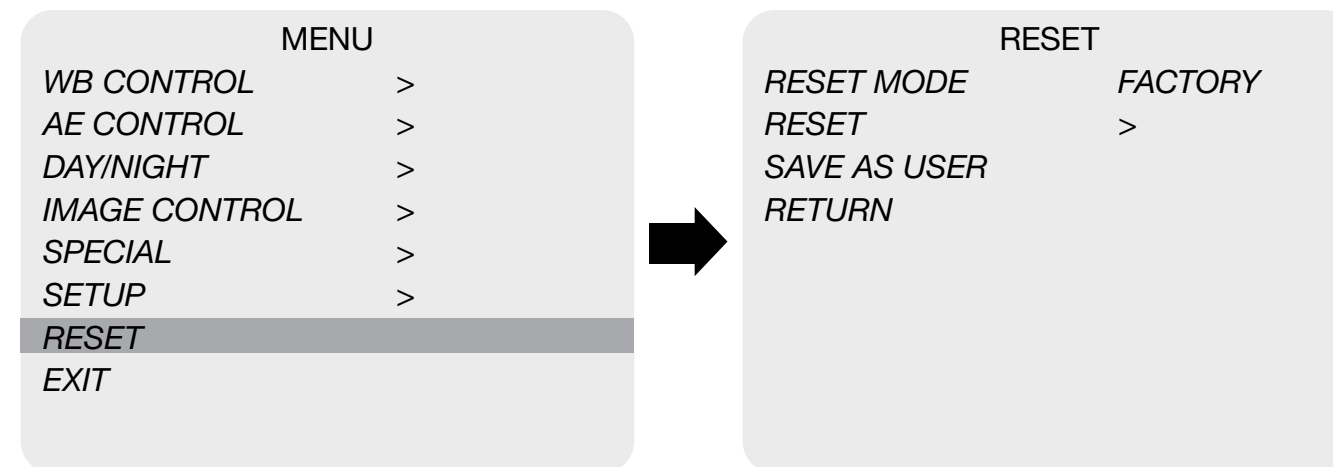 MENU
WB CONTROL >
AE CONTROL >
DAY/NIGHT >
IMAGE CONTROL >
SPECIAL >
SETUP >
RESET
EXIT
RESET
RESET MODE FACTORY
RESET >
SAVE AS USER
RETURN